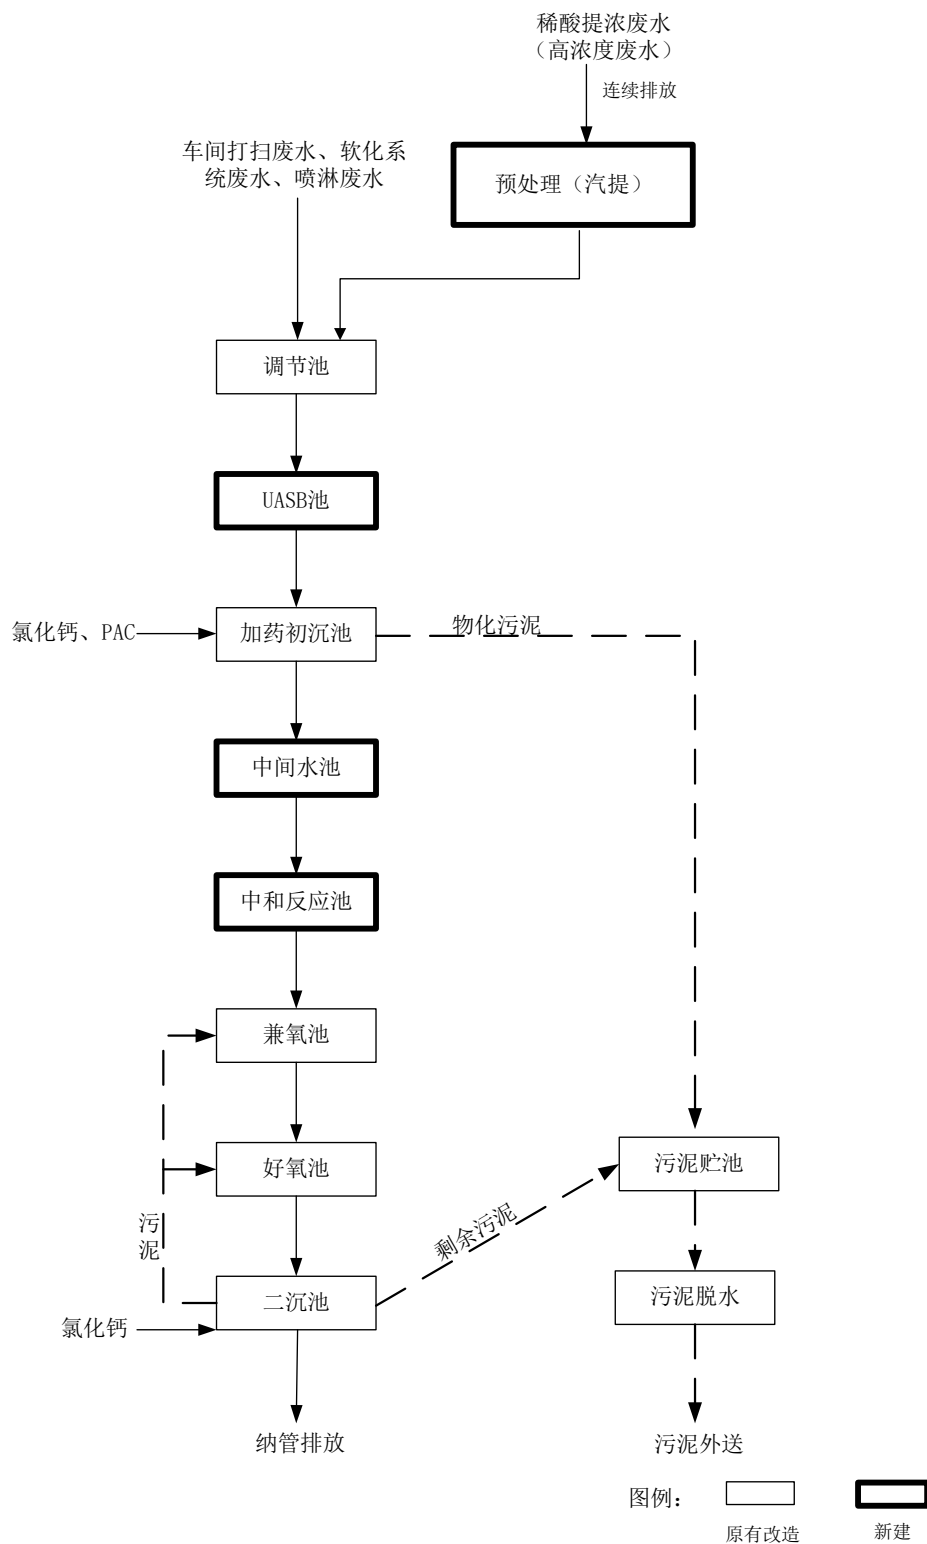 稀酸提浓废水
（高浓度废水）
连续排放
车间打扫废水、软化系
统废水、喷淋废水
预处理（汽提）
调节池
UASB池
氯化钙、PAC
加药初沉池
物化污泥
中间水池
中和反应池
兼氧池
好氧池
污泥贮池
污
泥
剩余污泥
二沉池
污泥脱水
氯化钙
纳管排放
污泥外送
图例：
原有改造
新建